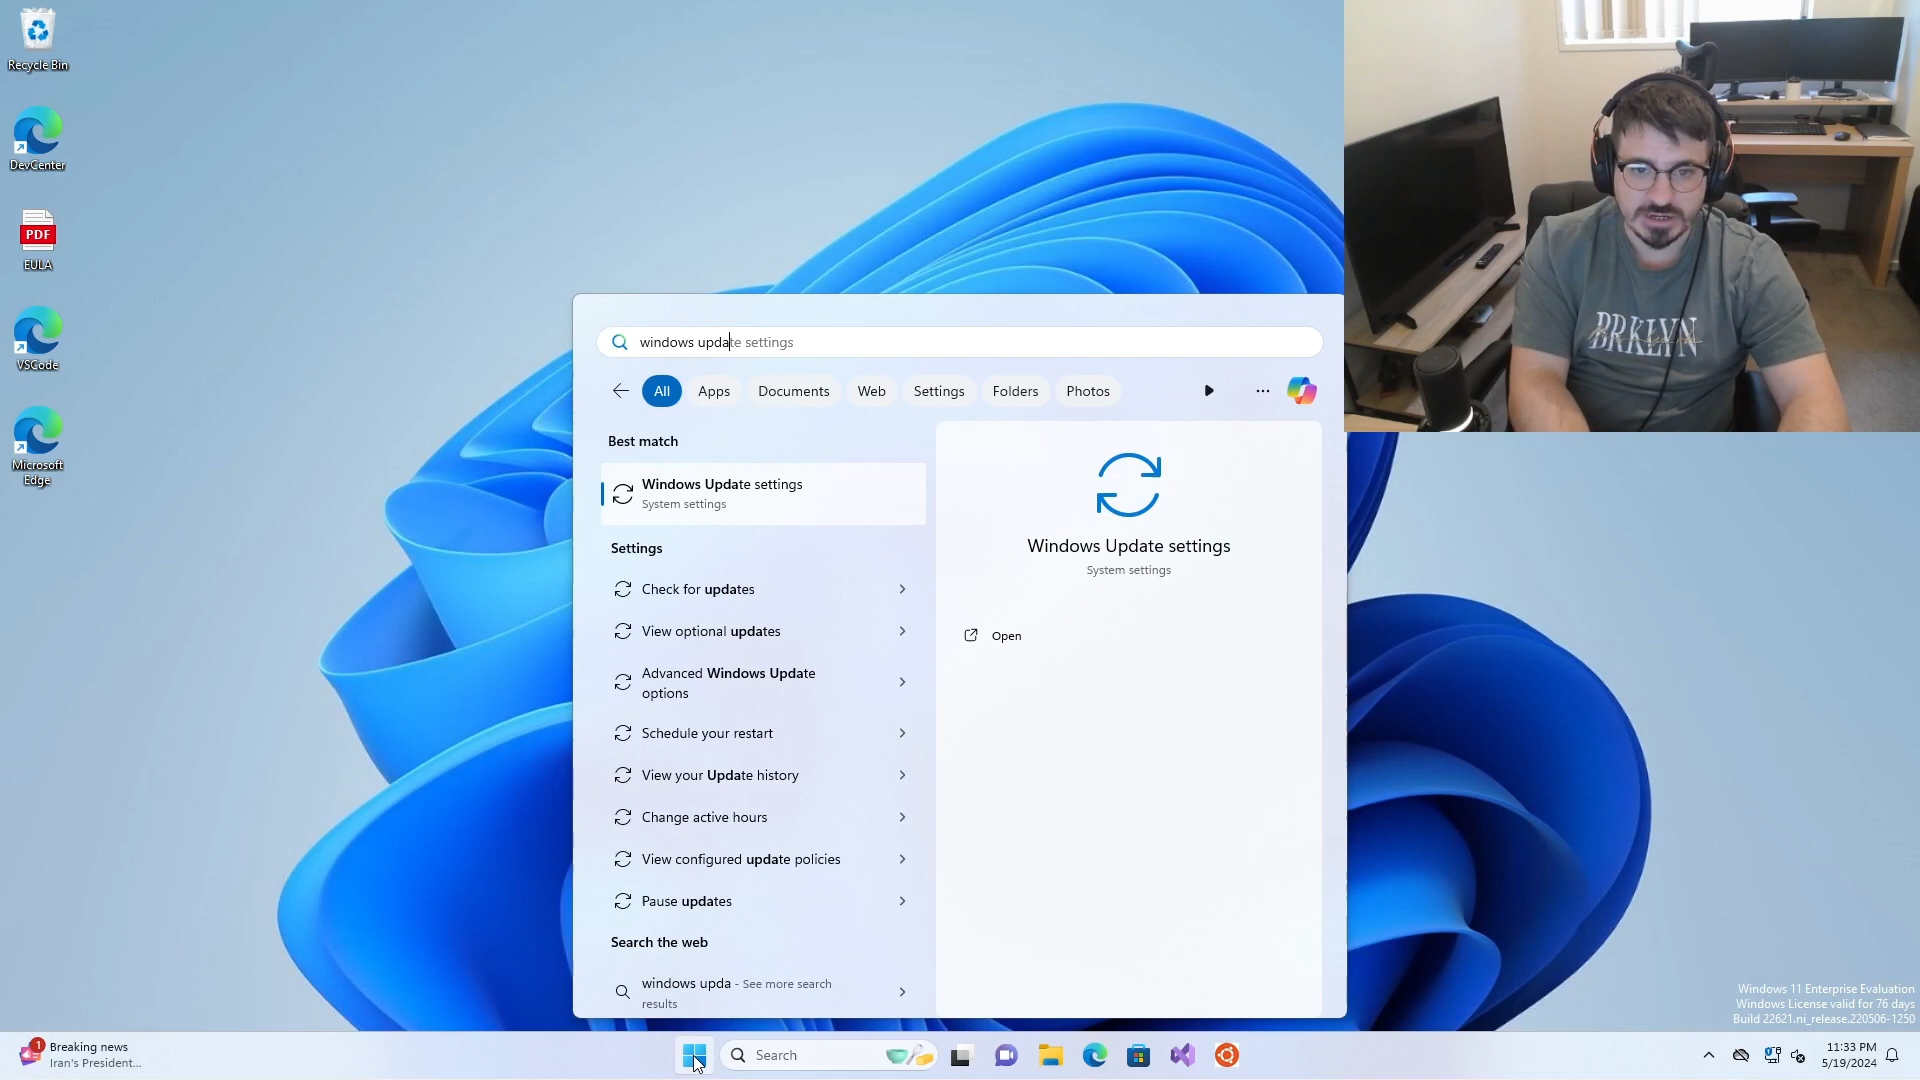 Recycle Bin
DevCenter
PDF
EULA
VSCode
Microsoft
Edge
windows update settings
All
Apps
Documents
Web
Settings
Folders
Photos
Best match
Windows Update settings
System settings
Settings
Check for updates
View optional updates
Advanced Windows Update
options
Schedule your restart
View your Update history
Change active hours
View configured update policies
Pause updates
Search the web
windows upda - See more search
results
Windows Update settings
System settings
Open
BRKLYN
Windows 11 Enterprise Evaluation
Windows License valid for 76 days
Build 22621.ni_release.220506-1250
1
Breaking news
Iran's President...
Search
11:33 PM
5/19/2024